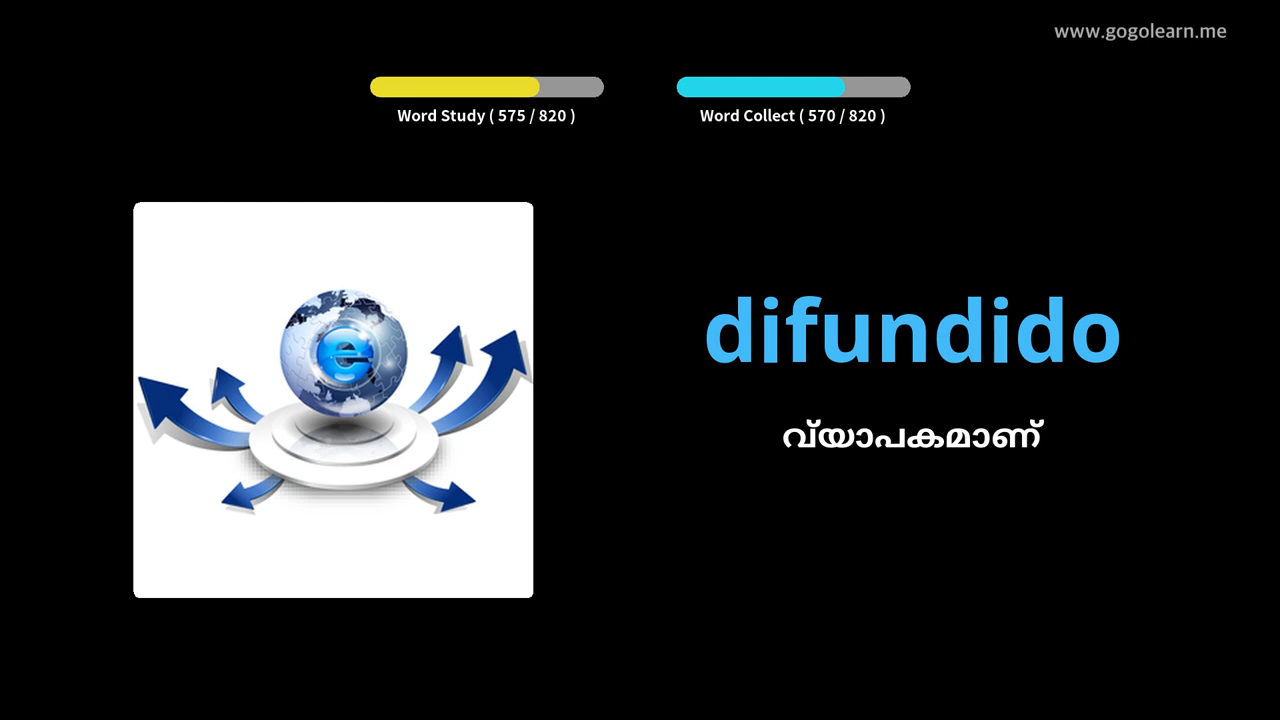 www.gogolearn.me
Word Study ( 575 / 820 )
Word Collect ( 570 / 820 )
e
difundido
വ്യാപകമാണ്